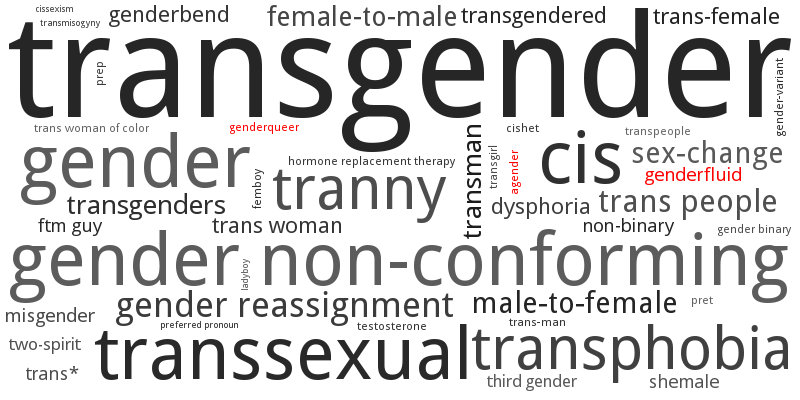 cissexism
genderbend
female-to-male
transgendered
trans-female
transmisogyny
transgender
prep
gender-variant
trans woman of color
genderqueer
cishet
transpeople
gender
hormone replacement therapy
transman
transgirl
agender
cis
sex-change
genderfluid
femboy
tranny
transgenders
dysphoria
trans people
ftm guy
trans woman
non-binary
gender binary
gender non-conforming
ladyboy
misgender
gender reassignment
male-to-female
pret
preferred pronoun
testosterone
trans-man
two-spirit
transsexual
transphobia
trans*
third gender
shemale